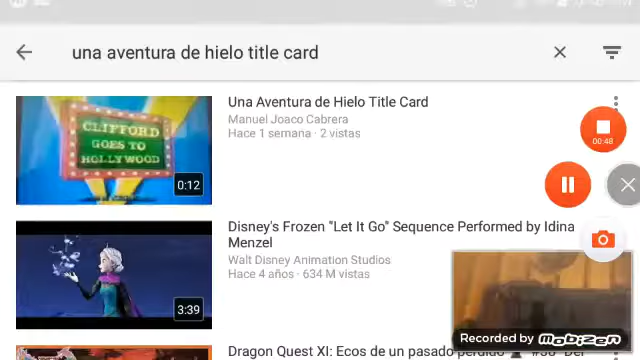 una aventura de hielo title card
CLIFFORD
GOES TO
HOLLYWOOD
0:12
Una Aventura de Hielo Title Card
Manuel Joaco Cabrera
Hace 1 semana · 2 vistas
00:48
3:39
Disney's Frozen "Let It Go" Sequence Performed by Idina
Menzel
Walt Disney Animation Studios
Hace 4 años · 634 M vistas
Recorded by MOBIZEN
Dragon Quest XI: Ecos de un pasado perdido